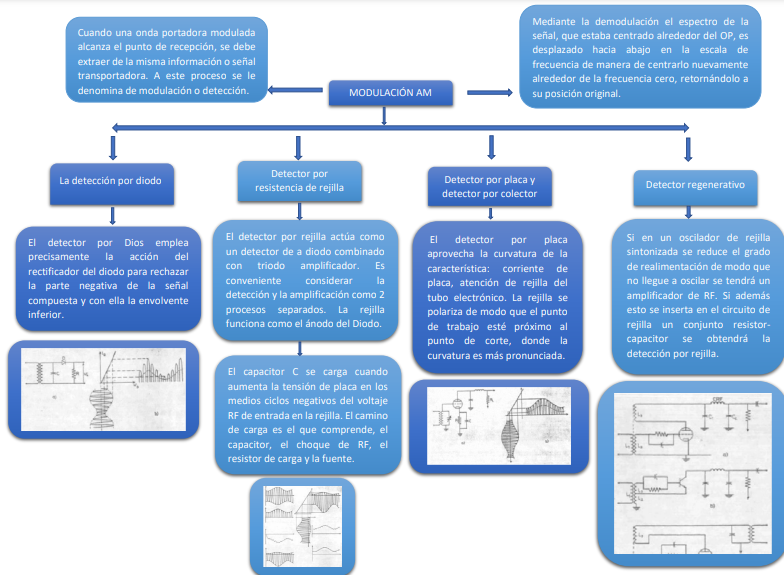 Cuando una onda portadora modulada
alcanza el punto de recepción, se debe
extraer de la misma información o señal
transportadora. A este proceso se le
denomina de modulación o detección.
Mediante la demodulación el espectro de la
señal, que estaba centrado alrededor del OP, es
desplazado hacia abajo en la escala de
frecuencia de manera de centrarlo nuevamente
alrededor de la frecuencia cero, retornándolo a
su posición original.
MODULACIÓN AM
La detección por diodo
Detector por
resistencia de rejilla
Detector por placa y
detector por colector
Detector regenerativo
El detector por Dios emplea
precisamente la acción del
rectificador del diodo para rechazar
la parte negativa de la señal
compuesta y con ella la envolvente
inferior.
El detector por rejilla actúa como
un detector de a diodo combinado
con triodo amplificador. Es
conveniente considerar la
detección y la amplificación como 2
procesos separados. La rejilla
funciona como el ánodo del Diodo.
El capacitor C se carga cuando
aumenta la tensión de placa en los
medios ciclos negativos del voltaje
RF de entrada en la rejilla. El camino
de carga es el que comprende, el
capacitor, el choque de RF, el
resistor de carga y la fuente.
El detector por placa
aprovecha la curvatura de la
característica: corriente de
placa, atención de rejilla del
tubo electrónico. La rejilla se
polariza de modo que el punto
de trabajo esté próximo al
punto de corte, donde la
curvatura es más pronunciada.
Si en un oscilador de rejilla
sintonizada se reduce el grado
de realimentación de modo que
no llegue a oscilar se tendrá un
amplificador de RF. Si además
esto se inserta en el circuito de
rejilla un conjunto resistor-
capacitor se obtendrá la
detección por rejilla.